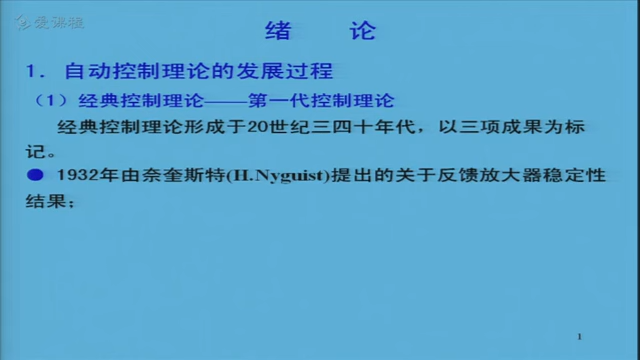 爱课程
绪 论
1．自动控制理论的发展过程
（1）经典控制理论——第一代控制理论
经典控制理论形成于20世纪三四十年代，以三项成果为标
记。
● 1932年由奈奎斯特(H.Nyguist)提出的关于反馈放大器稳定性
结果；
1